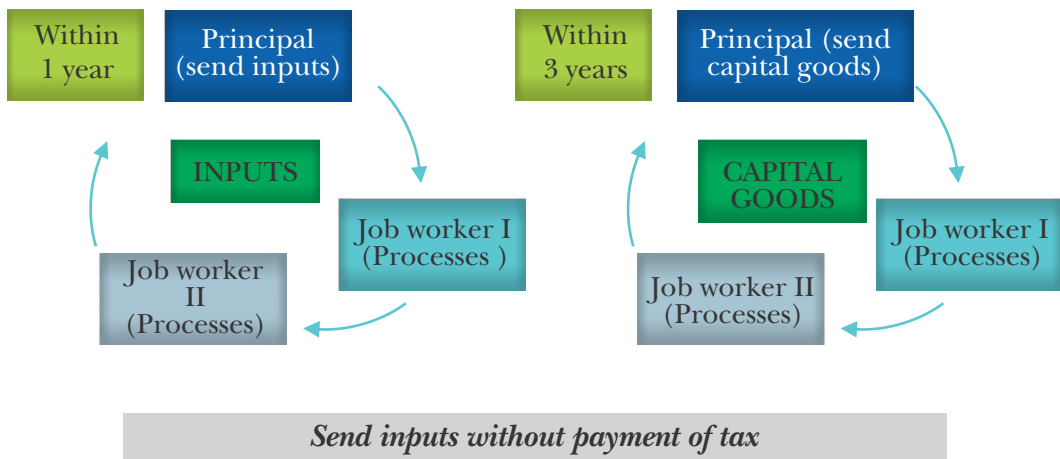 Within
1 year
Principal
(send inputs)
INPUTS
Job worker I
(Processes )
Job worker
II
(Processes)
Within
3 years
Principal (send
capital goods)
CAPITAL
GOODS
Job worker I
(Processes)
Job worker II
(Processes)
Send inputs without payment of tax